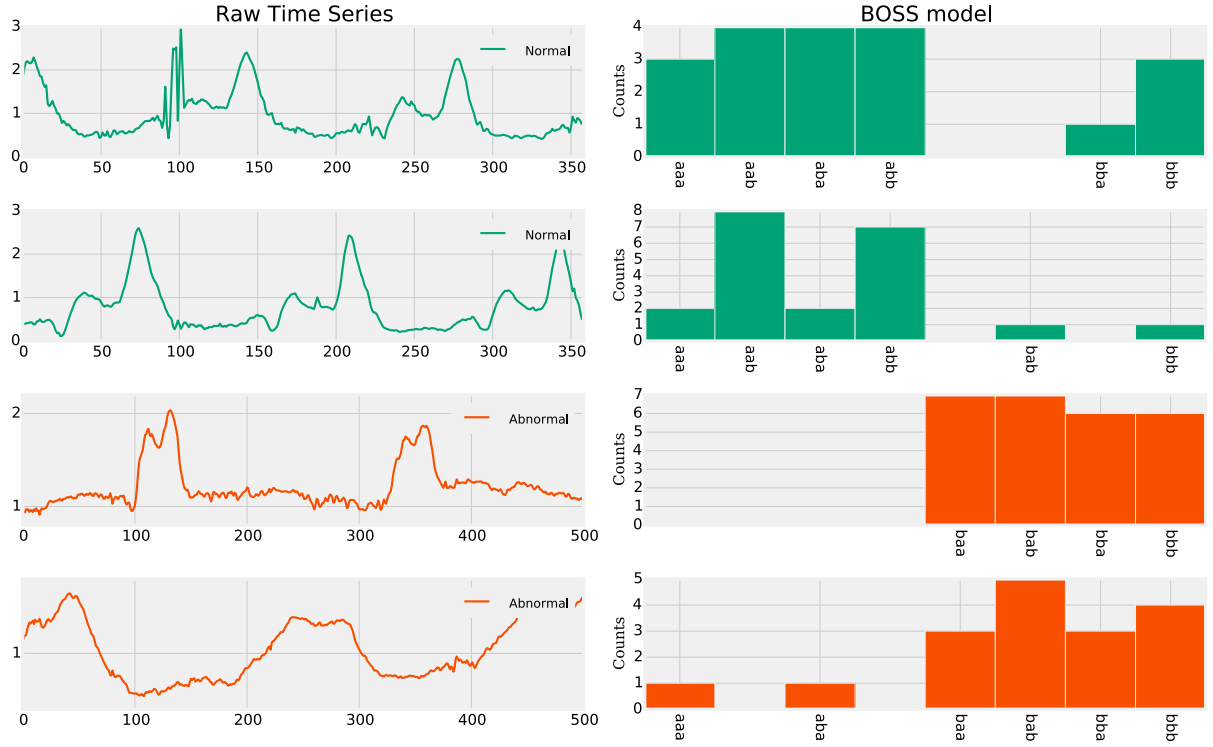 Raw Time Series
BOSS model
3
2
1
0
Normal
0 50 100 150 200 250 300 350
Counts
4
3
2
1
0
aaa aab aba abb bba bbb
3
2
1
0
Normal
0 50 100 150 200 250 300 350
Counts
8
7
6
5
4
3
2
1
0
aaa aab aba abb bab bbb
2
1
Abnormal
0 100 200 300 400 500
Counts
7
6
5
4
3
2
1
0
baa bab bba bbb
1
Abnormal
0 100 200 300 400 500
Counts
5
4
3
2
1
0
aaa aba baa bab bba bbb